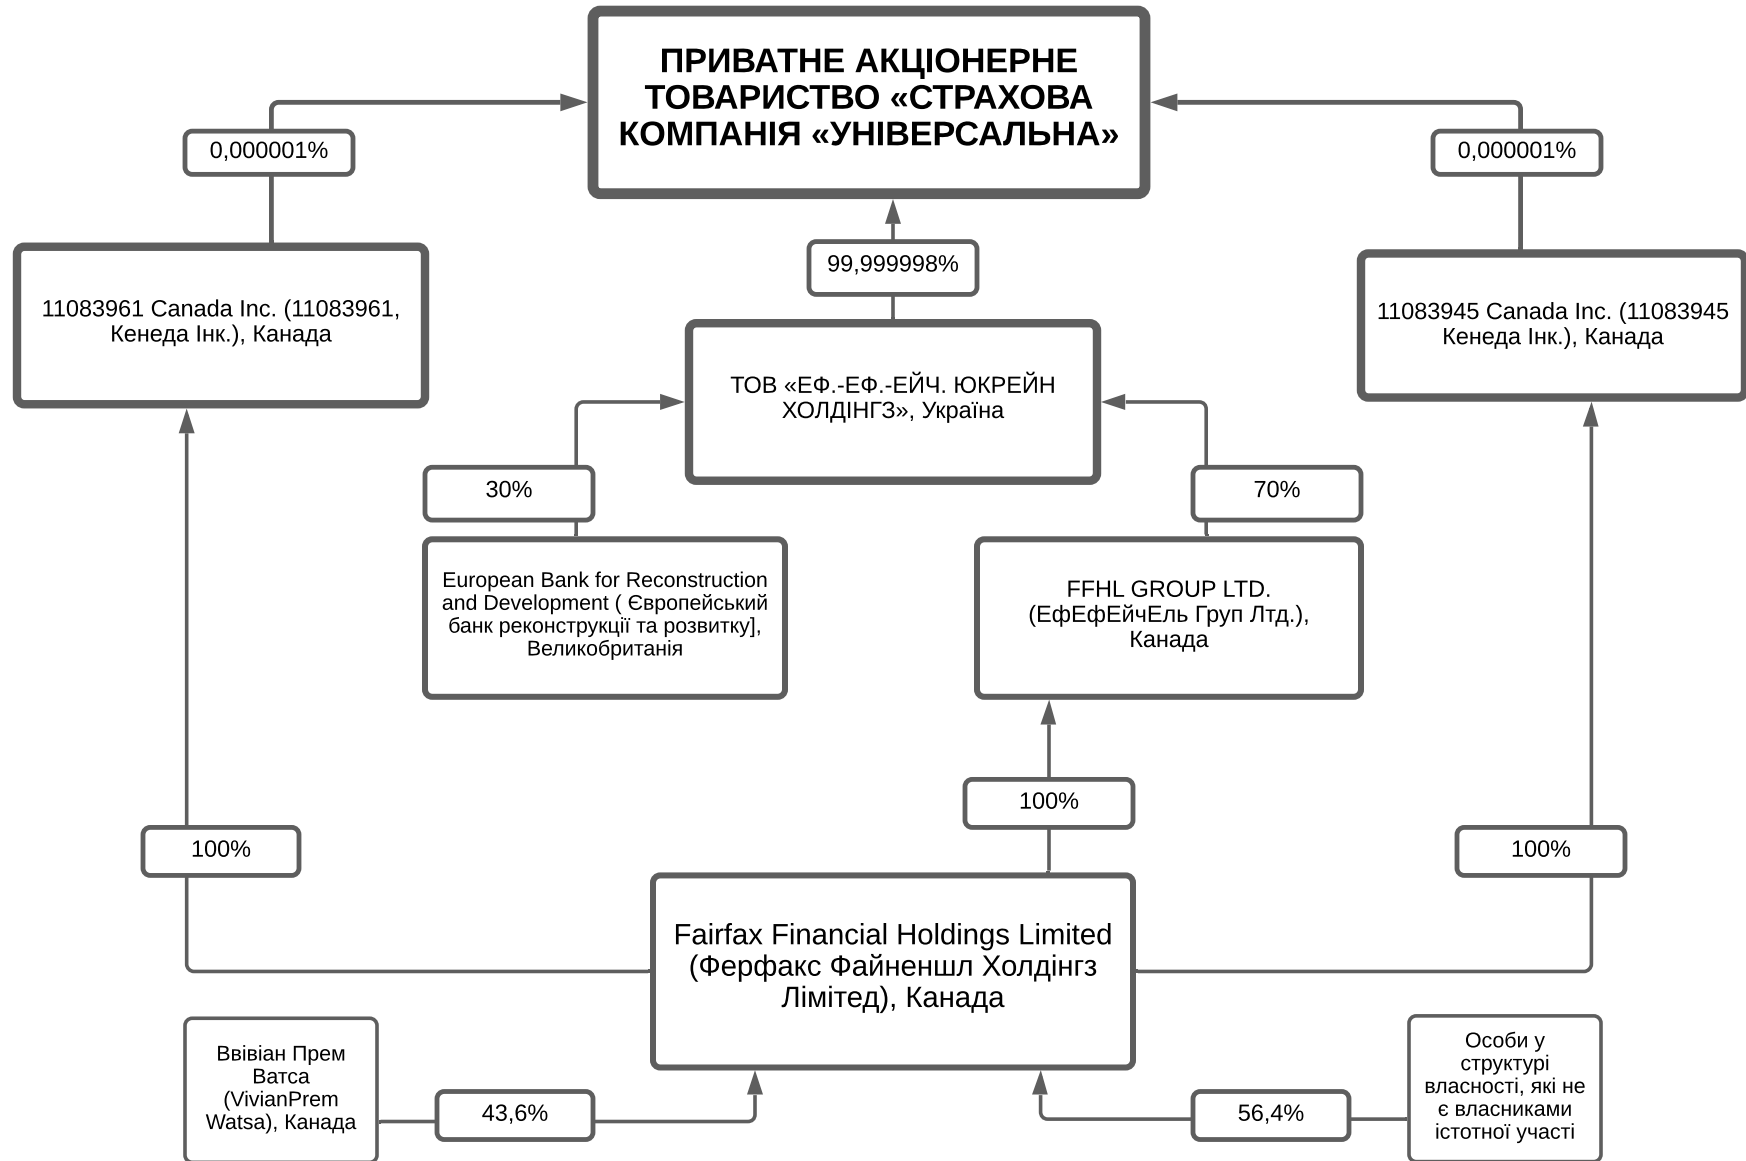 ПРИВАТНЕ АКЦІОНЕРНЕ
ТОВАРИСТВО «СТРАХОВА
КОМПАНІЯ «УНІВЕРСАЛЬНА»
0,000001%
0,000001%
99,999998%
11083961 Canada Inc. (11083961,
Кенеда Інк.), Канада
11083945 Canada Inc. (11083945
Кенеда Інк.), Канада
ТОВ «ЕФ.-ЕФ.-ЕЙЧ. ЮКРЕЙН
ХОЛДІНГЗ», Україна
30%
70%
European Bank for Reconstruction
and Development ( Європейський
банк реконструкції та розвитку],
Великобританія
FFHL GROUP LTD.
(ЕфЕфЕйчЕль Груп Лтд.),
Канада
100%
100%
100%
Fairfax Financial Holdings Limited
(Ферфакс Файненшл Холдінгз
Лімітед), Канада
Ввівіан Прем
Ватса
(VivianPrem
Watsa), Канада
43,6%
56,4%
Особи у
структурі
власності, які не
є власниками
істотної участі